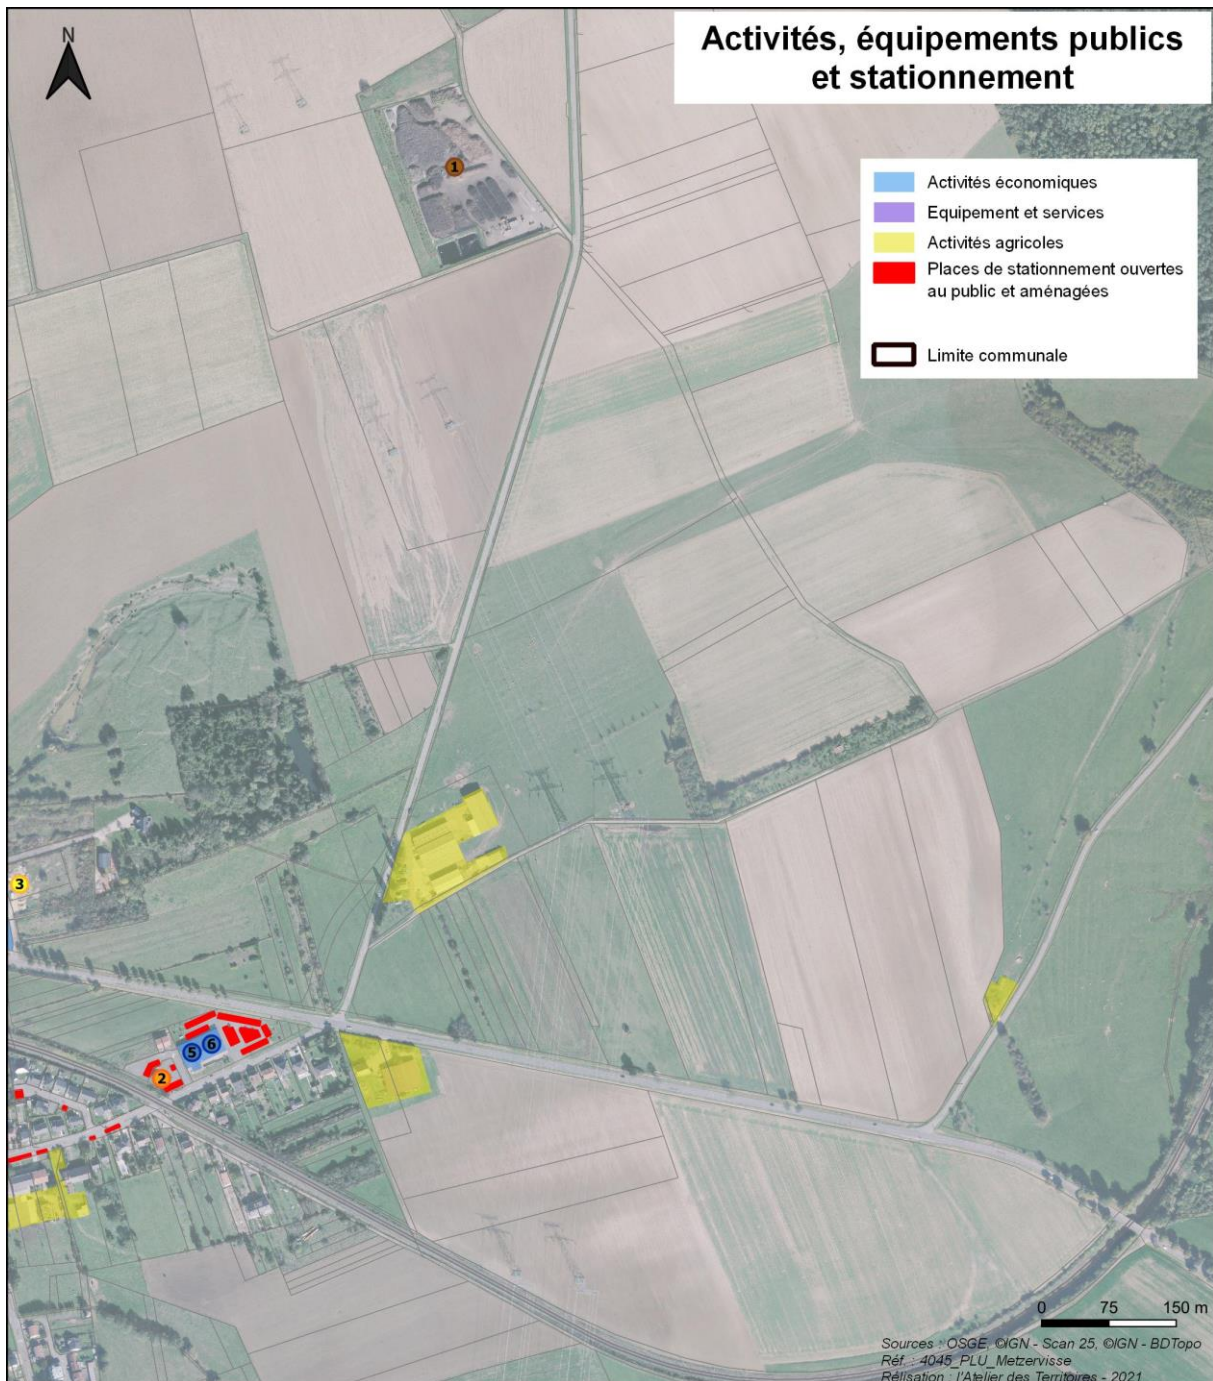 Activités, équipements publics
et stationnement
N
1
Activités économiques
Equipement et services
Activités agricoles
Places de stationnement ouvertes
au public et aménagées
Limite communale
3
5 6
2
0 75 150 m
Sources : OSGE, ©IGN - Scan 25, ©IGN - BDTopo
Réf. : 4045_PLU_Metzervisse
Rélisation : l'Atelier des Territoires - 2021